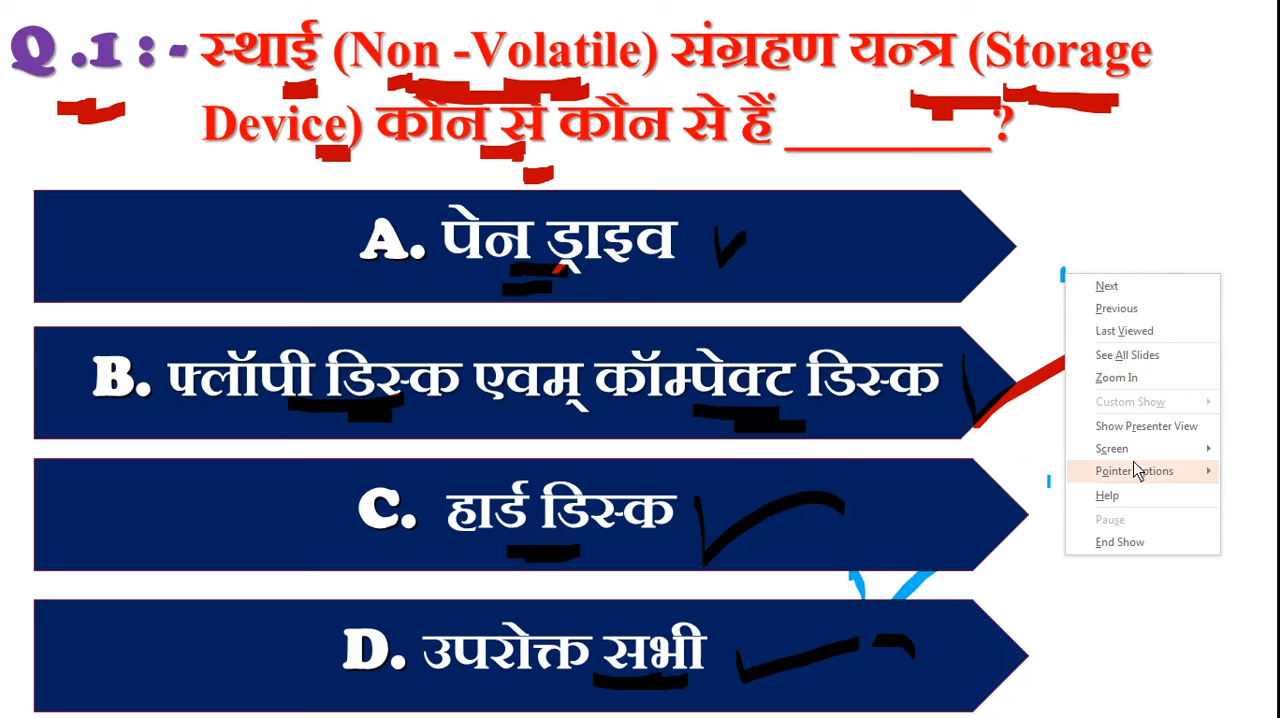 Q.1:- स्थाई (Non -Volatile) संग्रहण यन्त्र (Storage
Device) कौन से कौन से हैं __________?
A. पेन ड्राइव
B. फ्लॉपी डिस्क एवम् कॉम्पेक्ट डिस्क
C. हार्ड डिस्क
D. उपरोक्त सभी
Next
Previous
Last Viewed
See All Slides
Zoom In
Custom Show
Show Presenter View
Screen
Pointer Options
Help
Pause
End Show